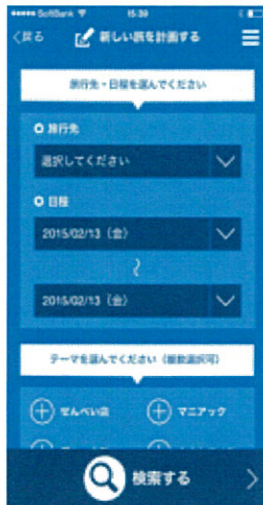 SoftBank 15:39
＜戻る 新しい旅を計画する
旅行先・日程を選んでください
旅行先
選択してください
日程
2015/02/13（金）
〜
2015/02/13（金）
テーマを選んでください（複数選択可）
せんべい店 マニアック
検索する